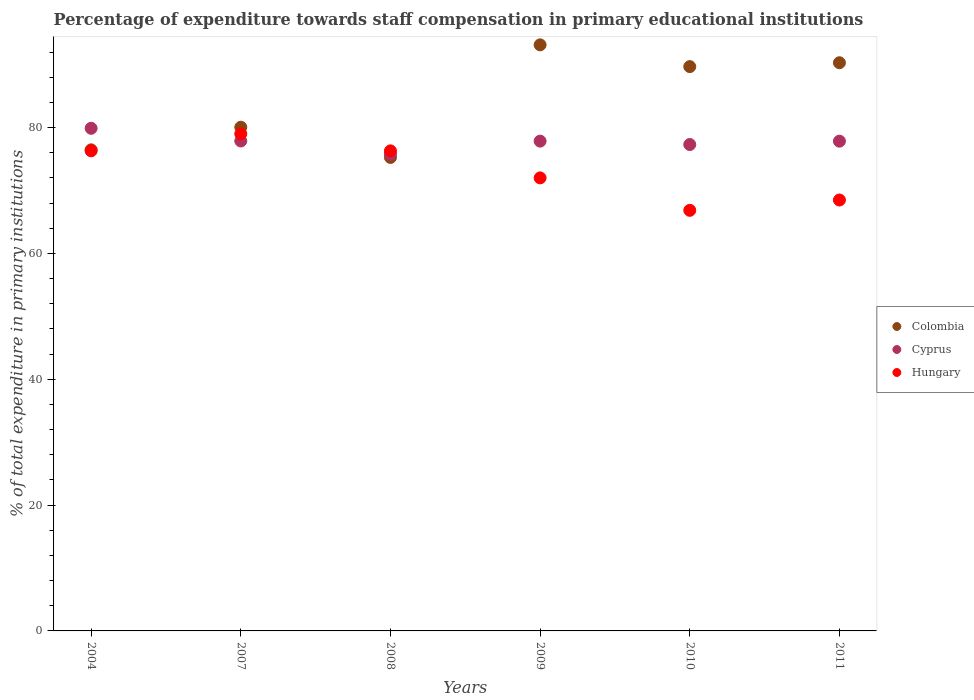 Percentage of expenditure towards staff compensation in primary educational institutions
% of total expenditure in primary institutions
80
60
40
20
0
2004
2007
2008
2009
2010
2011
Years
Colombia
Cyprus
Hungary